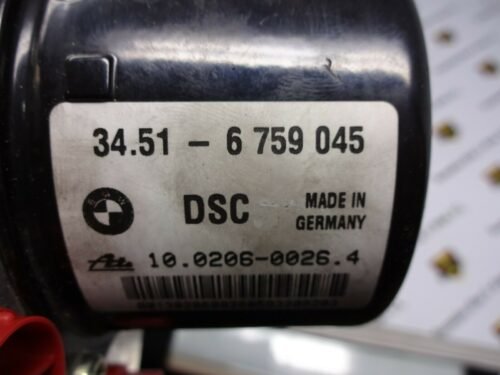 34.51 - 6 759 045
DSC
MADE IN
GERMANY
Ate 10.0206-0026.4